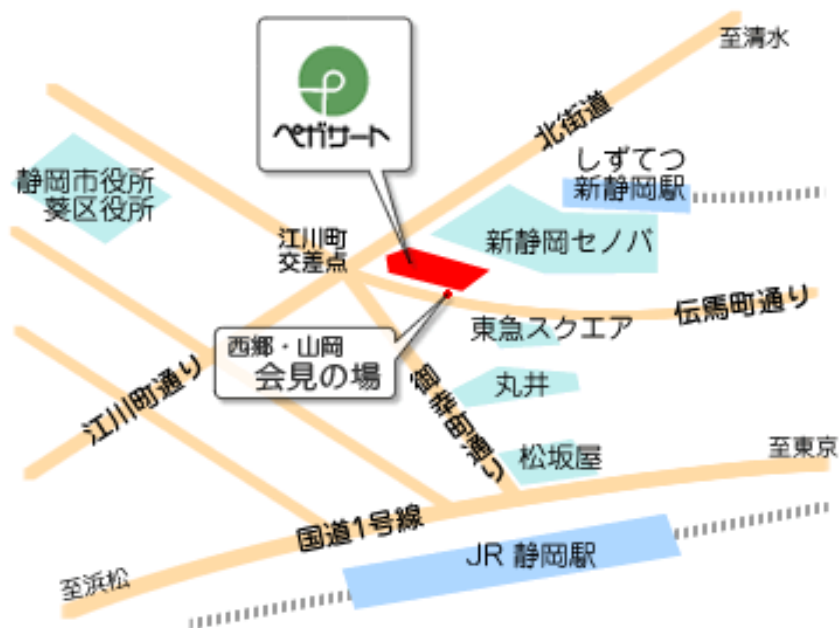 至清水
ペガサート
北街道
しずてつ
新静岡駅
静岡市役所
葵区役所
江川町
交差点
新静岡セノバ
伝馬町通り
東急スクエア
西郷・山岡
会見の場
江川町通り
丸井
御幸町通り
松坂屋
至東京
国道1号線
JR 静岡駅
至浜松